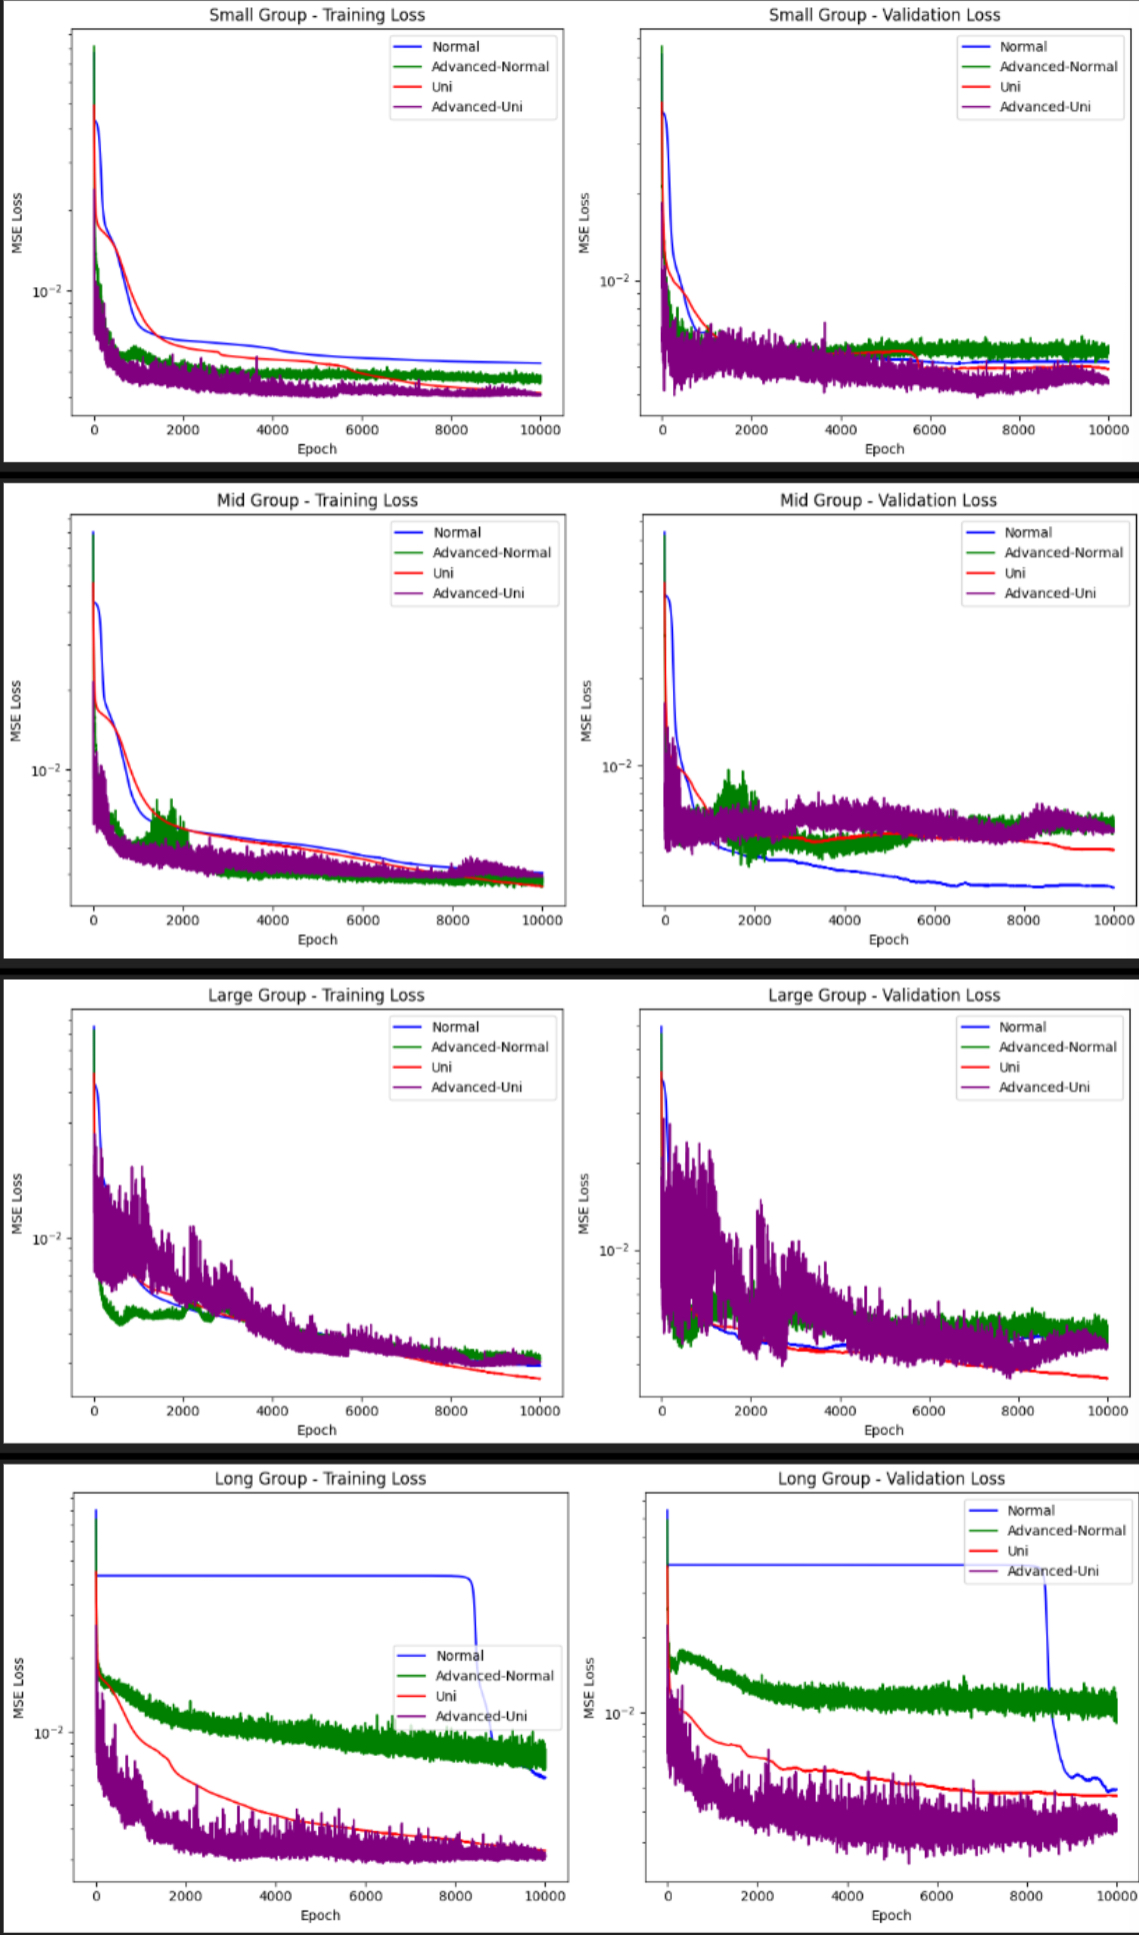 Small Group - Training Loss
Normal
Advanced-Normal
Uni
Advanced-Uni
MSE Loss
10⁻²
0 2000 4000 6000 8000 10000
Epoch
Small Group - Validation Loss
Normal
Advanced-Normal
Uni
Advanced-Uni
MSE Loss
10⁻²
0 2000 4000 6000 8000 10000
Epoch
Mid Group - Training Loss
Normal
Advanced-Normal
Uni
Advanced-Uni
MSE Loss
10⁻²
0 2000 4000 6000 8000 10000
Epoch
Mid Group - Validation Loss
Normal
Advanced-Normal
Uni
Advanced-Uni
MSE Loss
10⁻²
0 2000 4000 6000 8000 10000
Epoch
Large Group - Training Loss
Normal
Advanced-Normal
Uni
Advanced-Uni
MSE Loss
10⁻²
0 2000 4000 6000 8000 10000
Epoch
Large Group - Validation Loss
Normal
Advanced-Normal
Uni
Advanced-Uni
MSE Loss
10⁻²
0 2000 4000 6000 8000 10000
Epoch
Long Group - Training Loss
Normal
Advanced-Normal
Uni
Advanced-Uni
MSE Loss
10⁻²
0 2000 4000 6000 8000 10000
Epoch
Long Group - Validation Loss
Normal
Advanced-Normal
Uni
Advanced-Uni
MSE Loss
10⁻²
0 2000 4000 6000 8000 10000
Epoch